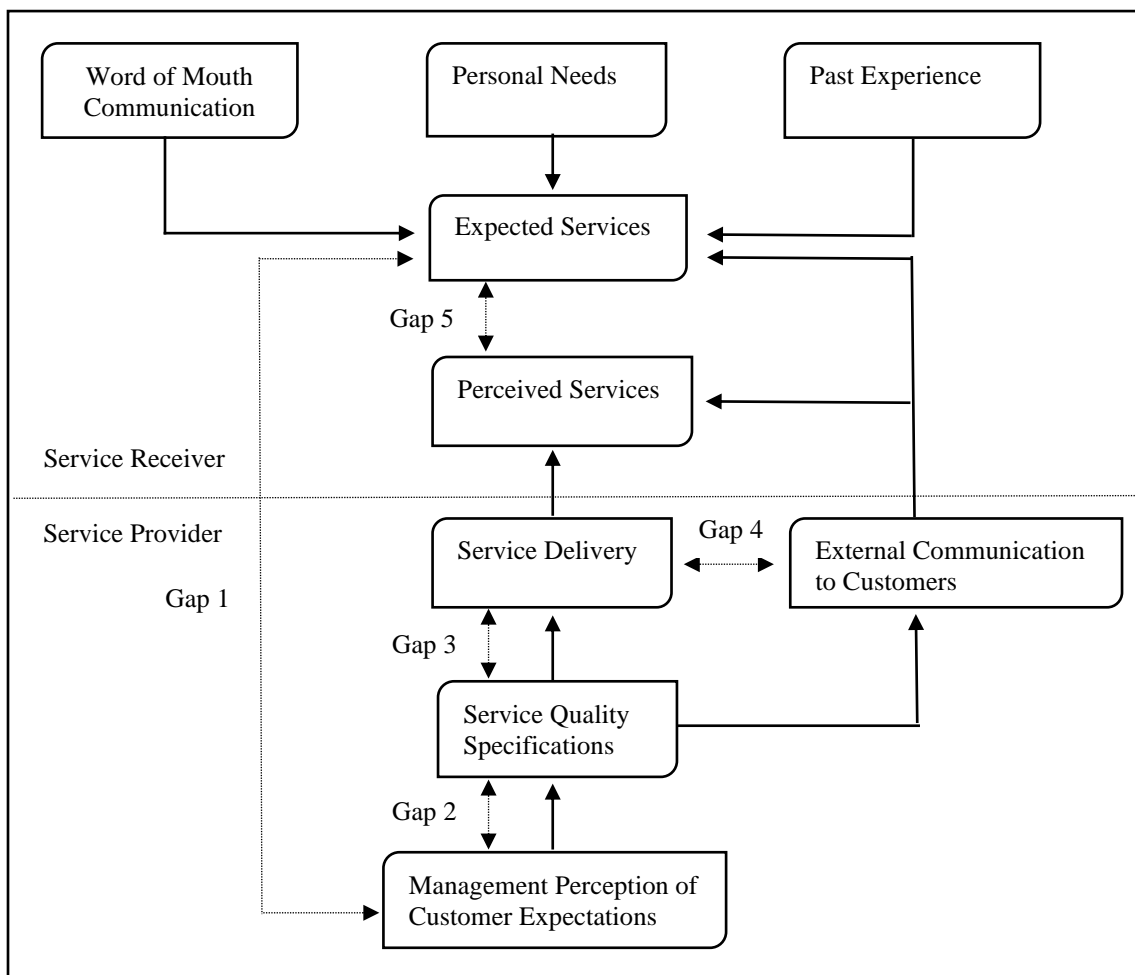 Word of Mouth
Communication
Personal Needs
Past Experience
Expected Services
Gap 5
Perceived Services
Service Receiver
Service Provider
Gap 1
Service Delivery
Gap 4
External Communication
to Customers
Gap 3
Service Quality
Specifications
Gap 2
Management Perception of
Customer Expectations